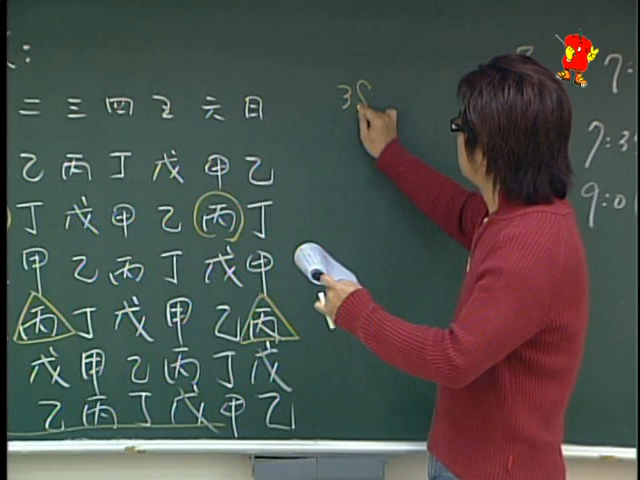 二 三 四 五 六 日
乙 丙 丁 戊 甲 乙
丁 戊 甲 乙 丙 丁
甲 乙 丙 丁 戊 甲
丙 丁 戊 甲 乙 丙
戊 甲 乙 丙 丁 戊
乙 丙 丁 戊 甲 乙
7:
7:3
9:0